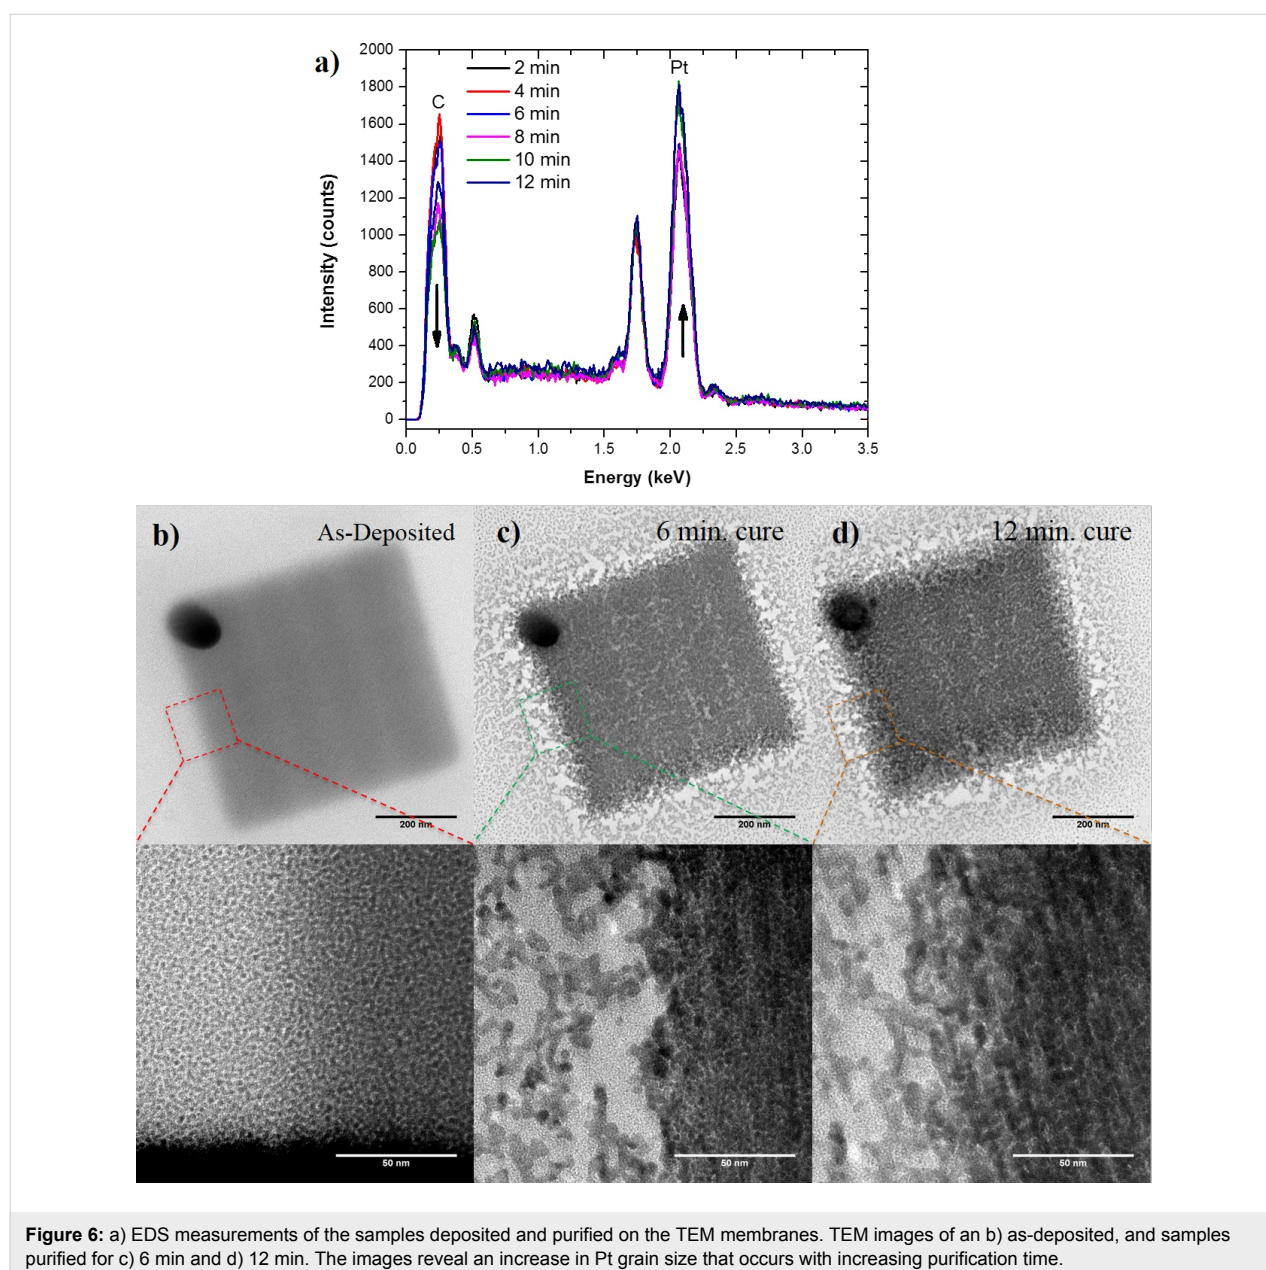 a)
2000
1800
1600
1400
1200
1000
800
600
400
200
0
Intensity (counts)
C
Pt
2 min
4 min
6 min
8 min
10 min
12 min
0.0 0.5 1.0 1.5 2.0 2.5 3.0 3.5
Energy (keV)
b) As-Deposited
c) 6 min. cure
d) 12 min. cure
200 nm
200 nm
200 nm
50 nm
50 nm
50 nm
Figure 6: a) EDS measurements of the samples deposited and purified on the TEM membranes. TEM images of an b) as-deposited, and samples
purified for c) 6 min and d) 12 min. The images reveal an increase in Pt grain size that occurs with increasing purification time.